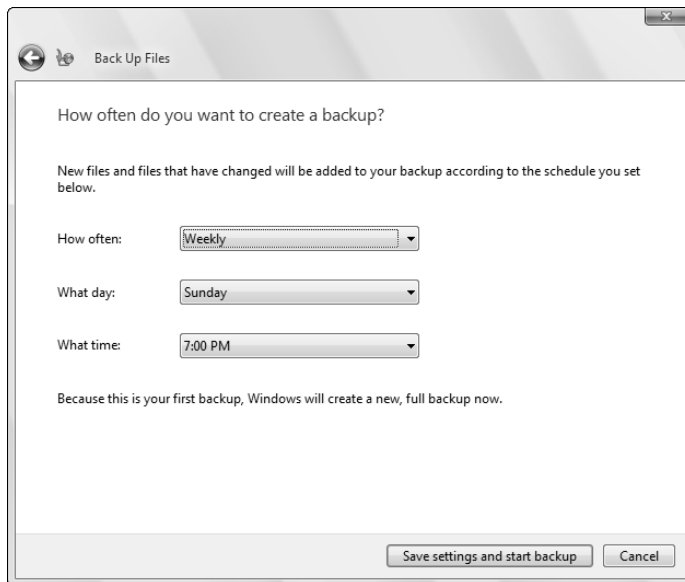 Back Up Files
How often do you want to create a backup?
New files and files that have changed will be added to your backup according to the schedule you set
below.
How often: Weekly
What day: Sunday
What time: 7:00 PM
Because this is your first backup, Windows will create a new, full backup now.
Save settings and start backup Cancel